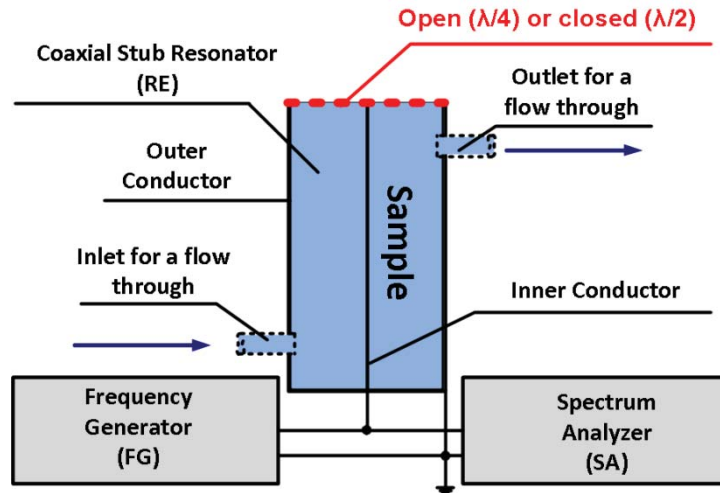 Open (λ/4) or closed (λ/2)
Coaxial Stub Resonator
(RE)
Outlet for a
flow through
Outer
Conductor
Sample
Inlet for a flow
through
Inner Conductor
Frequency
Generator
(FG)
Spectrum
Analyzer
(SA)